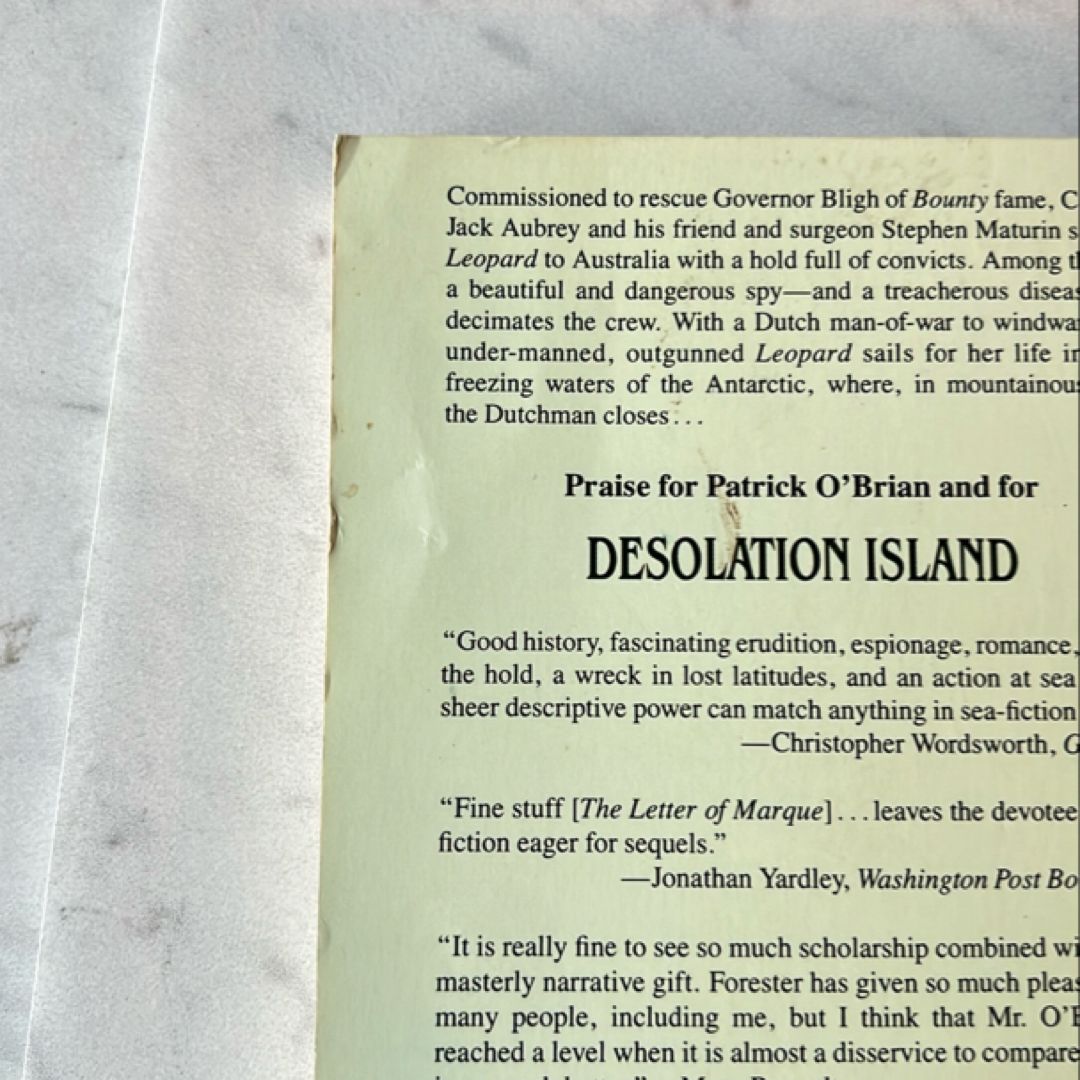 Commissioned to rescue Governor Bligh of Bounty fame,
Jack Aubrey and his friend and surgeon Stephen Maturin
Leopard to Australia with a hold full of convicts. Among
a beautiful and dangerous spy—and a treacherous
decimates the crew. With a Dutch man-of-war to
under-manned, outgunned Leopard sails for her life
freezing waters of the Antarctic, where, in
the Dutchman closes...
Praise for Patrick O'Brian and for
DESOLATION ISLAND
“Good history, fascinating erudition, espionage, romance,
the hold, a wreck in lost latitudes, and an action at sea
sheer descriptive power can match anything in sea-fiction
—Christopher Wordsworth,
“Fine stuff [The Letter of Marque]...leaves the devotee
fiction eager for sequels.”
—Jonathan Yardley, Washington Post
“It is really fine to see so much scholarship combined
masterly narrative gift. Forester has given so much
many people, including me, but I think that Mr.
reached a level when it is almost a disservice to compare